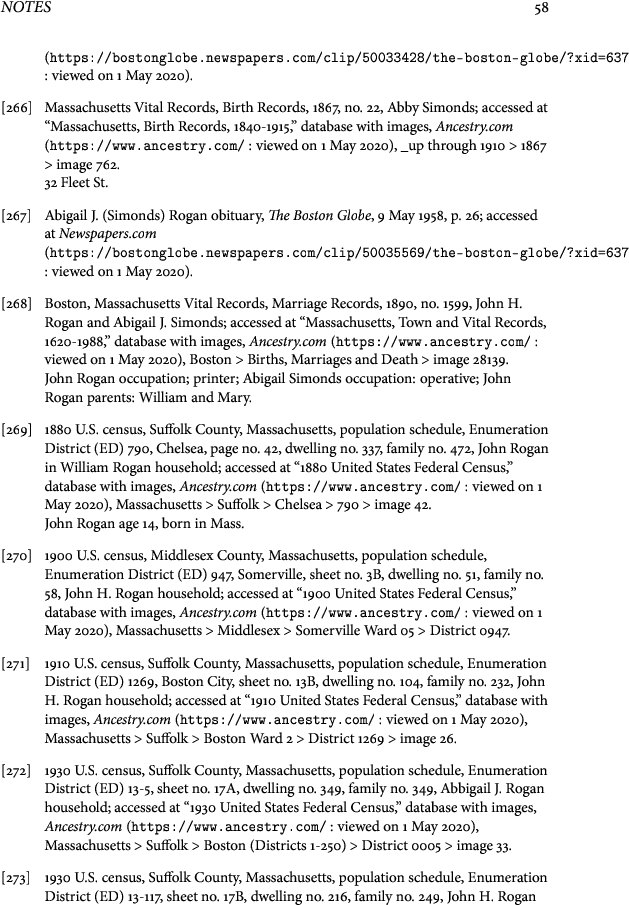 NOTES 58
(https://bostonglobe.newspapers.com/clip/50033428/the-boston-globe/?xid=637
: viewed on 1 May 2020).
[266] Massachusetts Vital Records, Birth Records, 1867, no. 22, Abby Simonds; accessed at
“Massachusetts, Birth Records, 1840-1915,” database with images, Ancestry.com
(https://www.ancestry.com/ : viewed on 1 May 2020), _up through 1910 > 1867
> image 762.
32 Fleet St.
[267] Abigail J. (Simonds) Rogan obituary, The Boston Globe, 9 May 1958, p. 26; accessed
at Newspapers.com
(https://bostonglobe.newspapers.com/clip/50035569/the-boston-globe/?xid=637
: viewed on 1 May 2020).
[268] Boston, Massachusetts Vital Records, Marriage Records, 1890, no. 1599, John H.
Rogan and Abigail J. Simonds; accessed at “Massachusetts, Town and Vital Records,
1620-1988,” database with images, Ancestry.com (https://www.ancestry.com/ :
viewed on 1 May 2020), Boston > Births, Marriages and Death > image 28139.
John Rogan occupation; printer; Abigail Simonds occupation: operative; John
Rogan parents: William and Mary.
[269] 1880 U.S. census, Suffolk County, Massachusetts, population schedule, Enumeration
District (ED) 790, Chelsea, page no. 42, dwelling no. 337, family no. 472, John Rogan
in William Rogan household; accessed at “1880 United States Federal Census,”
database with images, Ancestry.com (https://www.ancestry.com/ : viewed on 1
May 2020), Massachusetts > Suffolk > Chelsea > 790 > image 42.
John Rogan age 14, born in Mass.
[270] 1900 U.S. census, Middlesex County, Massachusetts, population schedule,
Enumeration District (ED) 947, Somerville, sheet no. 3B, dwelling no. 51, family no.
58, John H. Rogan household; accessed at “1900 United States Federal Census,”
database with images, Ancestry.com (https://www.ancestry.com/ : viewed on 1
May 2020), Massachusetts > Middlesex > Somerville Ward 05 > District 0947.
[271] 1910 U.S. census, Suffolk County, Massachusetts, population schedule, Enumeration
District (ED) 1269, Boston City, sheet no. 13B, dwelling no. 104, family no. 232, John
H. Rogan household; accessed at “1910 United States Federal Census,” database with
images, Ancestry.com (https://www.ancestry.com/ : viewed on 1 May 2020),
Massachusetts > Suffolk > Boston Ward 2 > District 1269 > image 26.
[272] 1930 U.S. census, Suffolk County, Massachusetts, population schedule, Enumeration
District (ED) 13-5, sheet no. 17A, dwelling no. 349, family no. 349, Abbigail J. Rogan
household; accessed at “1930 United States Federal Census,” database with images,
Ancestry.com (https://www.ancestry.com/ : viewed on 1 May 2020),
Massachusetts > Suffolk > Boston (Districts 1-250) > District 0005 > image 33.
[273] 1930 U.S. census, Suffolk County, Massachusetts, population schedule, Enumeration
District (ED) 13-117, sheet no. 17B, dwelling no. 216, family no. 249, John H. Rogan